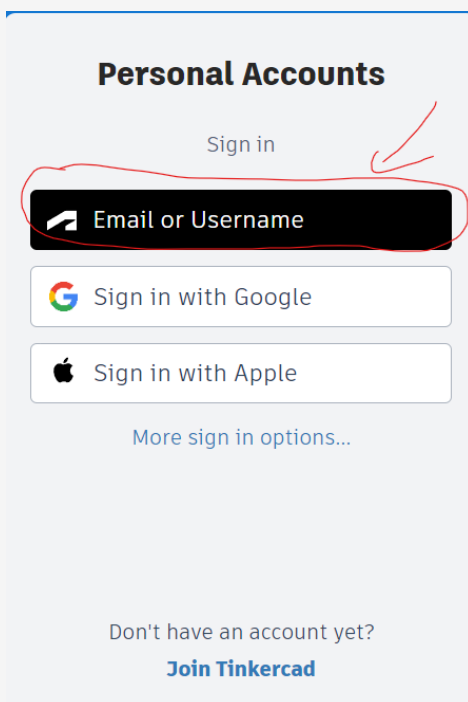 Personal Accounts
Sign in
Email or Username
Sign in with Google
Sign in with Apple
More sign in options...
Don't have an account yet?
Join Tinkercad